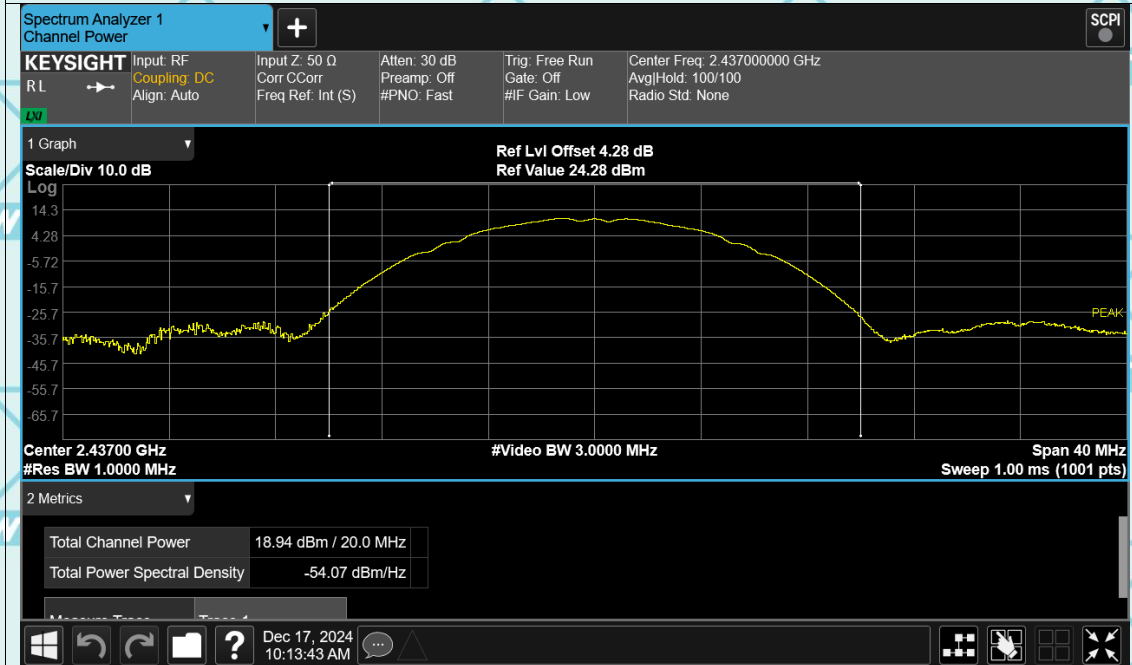 Spectrum Analyzer 1
Channel Power
+
SCPI
KEYSIGHT
RL
LXI
Input: RF
Coupling: DC
Align: Auto
Input Z: 50 Ω
Corr CCorr
Freq Ref: Int (S)
Atten: 30 dB
Preamp: Off
#PNO: Fast
Trig: Free Run
Gate: Off
#IF Gain: Low
Center Freq: 2.437000000 GHz
Avg|Hold: 100/100
Radio Std: None
1 Graph
Scale/Div 10.0 dB
Ref Lvl Offset 4.28 dB
Ref Value 24.28 dBm
Log
14.3
4.28
-5.72
-15.7
-25.7
-35.7
-45.7
-55.7
-65.7
PEAK
Center 2.43700 GHz
#Video BW 3.0000 MHz
Span 40 MHz
#Res BW 1.0000 MHz
Sweep 1.00 ms (1001 pts)
2 Metrics
Total Channel Power 18.94 dBm / 20.0 MHz
Total Power Spectral Density -54.07 dBm/Hz
Measure Trace Trace 1
?
Dec 17, 2024
10:13:43 AM